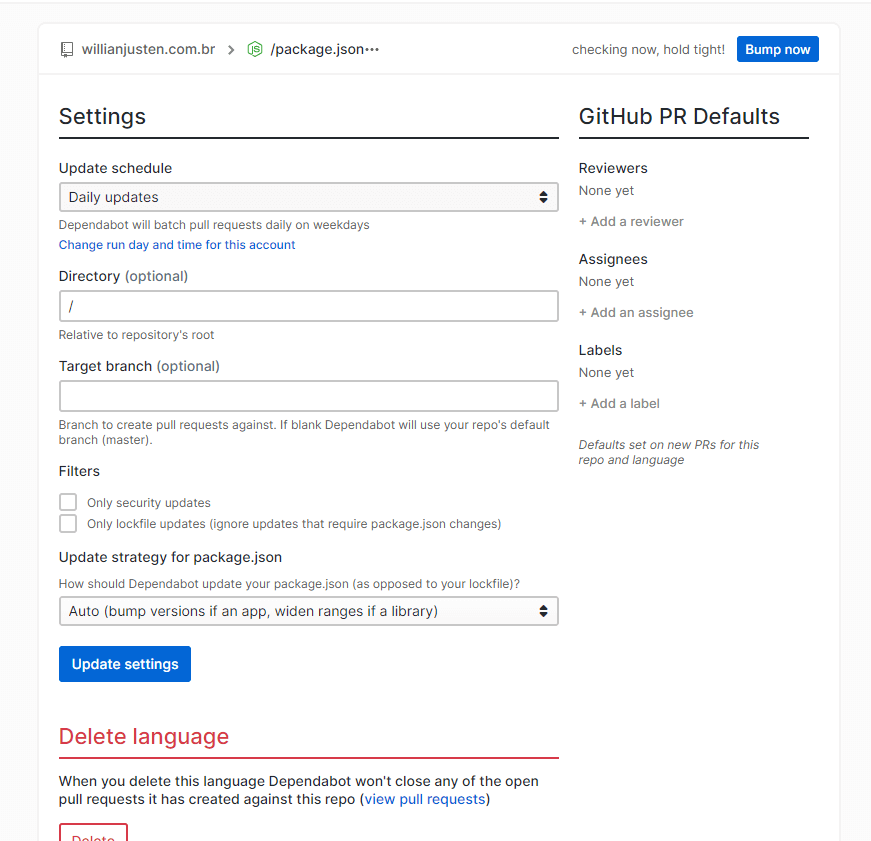 willianjusten.com.br > /package.json··· checking now, hold tight! Bump now
Settings
Update schedule
Daily updates
Dependabot will batch pull requests daily on weekdays
Change run day and time for this account
Directory (optional)
/
Relative to repository's root
Target branch (optional)
Branch to create pull requests against. If blank Dependabot will use your repo's default
branch (master).
Filters
Only security updates
Only lockfile updates (ignore updates that require package.json changes)
Update strategy for package.json
How should Dependabot update your package.json (as opposed to your lockfile)?
Auto (bump versions if an app, widen ranges if a library)
Update settings
Delete language
When you delete this language Dependabot won't close any of the open
pull requests it has created against this repo (view pull requests)
Delete
GitHub PR Defaults
Reviewers
None yet
+ Add a reviewer
Assignees
None yet
+ Add an assignee
Labels
None yet
+ Add a label
Defaults set on new PRs for this
repo and language